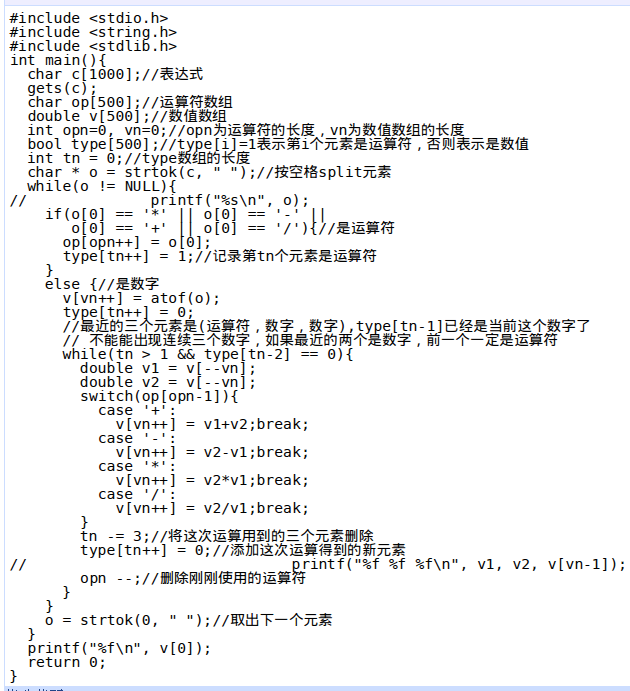 #include <stdio.h>
#include <string.h>
#include <stdlib.h>
int main(){
  char c[1000];//表达式
  gets(c);
  char op[500];//运算符数组
  double v[500];//数值数组
  int opn=0, vn=0;//opn为运算符的长度，vn为数值数组的长度
  bool type[500];//type[i]=1表示第i个元素是运算符，否则表示是数值
  int tn = 0;//type数组的长度
  char * o = strtok(c, " ");//按空格split元素
  while(o != NULL){
//              printf("%s\n", o);
    if(o[0] == '*' || o[0] == '-' ||
       o[0] == '+' || o[0] == '/'){//是运算符
      op[opn++] = o[0];
      type[tn++] = 1;//记录第tn个元素是运算符
    }
    else {//是数字
      v[vn++] = atof(o);
      type[tn++] = 0;
      //最近的三个元素是(运算符，数字，数字),type[tn-1]已经是当前这个数字了
      // 不能能出现连续三个数字，如果最近的两个是数字，前一个一定是运算符
      while(tn > 1 && type[tn-2] == 0){
        double v1 = v[--vn];
        double v2 = v[--vn];
        switch(op[opn-1]){
          case '+':
            v[vn++] = v1+v2;break;
          case '-':
            v[vn++] = v2-v1;break;
          case '*':
            v[vn++] = v2*v1;break;
          case '/':
            v[vn++] = v2/v1;break;
        }
        tn -= 3;//将这次运算用到的三个元素删除
        type[tn++] = 0;//添加这次运算得到的新元素
//                              printf("%f %f %f\n", v1, v2, v[vn-1]);
        opn --;//删除刚刚使用的运算符
      }
    }
    o = strtok(0, " ");//取出下一个元素
  }
  printf("%f\n", v[0]);
  return 0;
}